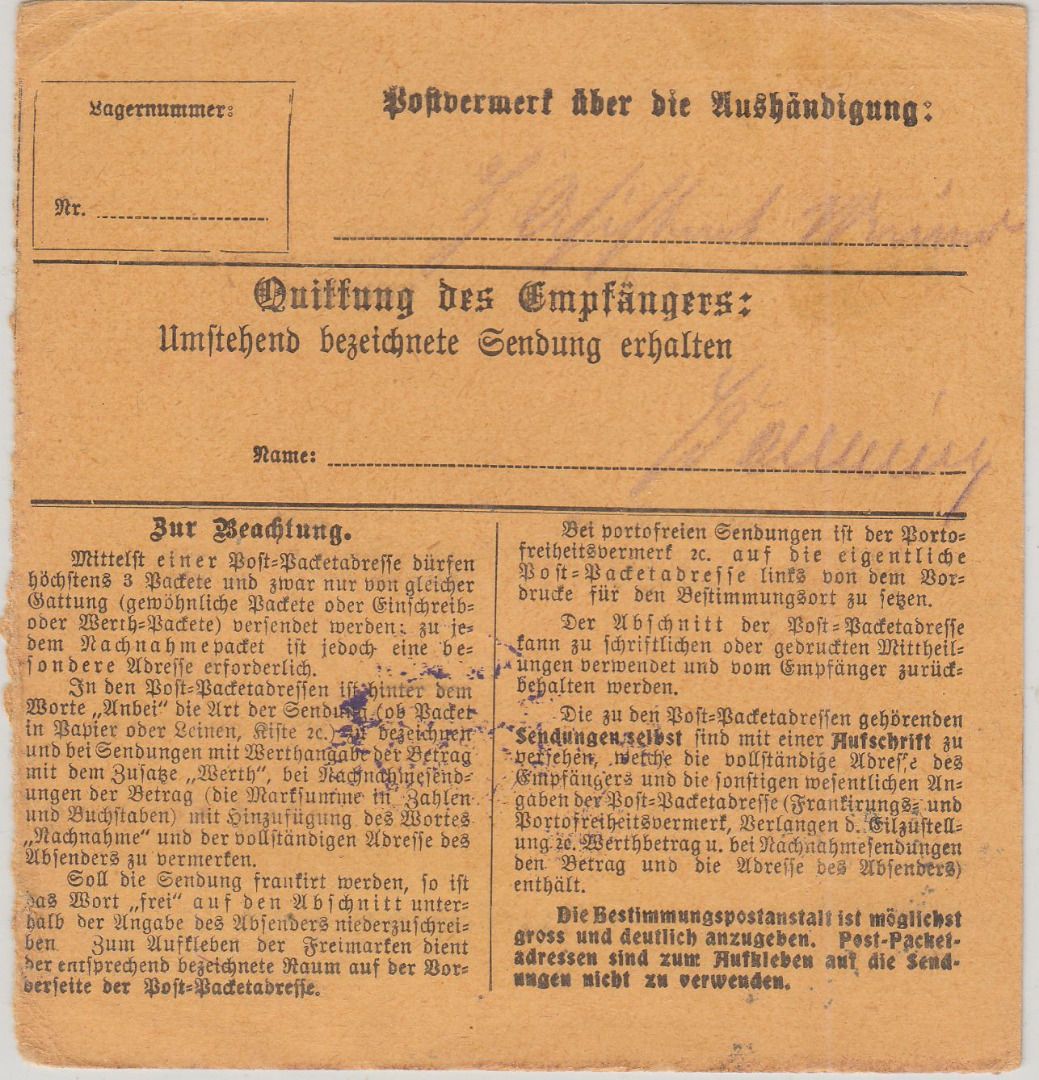 Lagernummer:
Nr.
Postvermerk über die Aushändigung:
Quittung des Empfängers:
Umstehend bezeichnete Sendung erhalten
Name:
Zur Beachtung.
Mittelst einer Post-Packetadresse dürfen
höchstens 3 Packete und zwar nur von gleicher
Gattung (gewöhnliche Packete oder Einschreib-
oder Werth-Packete) versendet werden; zu je-
dem Nachnahmepacket ist jedoch eine be-
sondere Adresse erforderlich.
In den Post-Packetadressen ist hinter dem
Worte „Anbei" die Art der Sendung (ob Packet
in Papier oder Leinen, Kiste ꝛc.) zu bezeichnen
und bei Sendungen mit Werthangabe der Betrag
mit dem Zusatze „Werth", bei Nachnahmesend-
ungen der Betrag (die Marksumme in Zahlen
und Buchstaben) mit Hinzufügung des Wortes
„Nachnahme" und der vollständigen Adresse des
Absenders zu vermerken.
Soll die Sendung frankirt werden, so ist
das Wort „frei" auf den Abschnitt unter-
halb der Angabe des Absenders niederzuschrei-
ben. Zum Aufkleben der Freimarken dient
der entsprechend bezeichnete Raum auf der Vor-
derseite der Post-Packetadresse.
Bei portofreien Sendungen ist der Porto-
freiheitsvermerk ꝛc. auf die eigentliche
Post-Packetadresse links von dem Vor-
drucke für den Bestimmungsort zu setzen.
Der Abschnitt der Post-Packetadresse
kann zu schriftlichen oder gedruckten Mittheil-
ungen verwendet und vom Empfänger zurück-
behalten werden.
Die zu den Post-Packetadressen gehörenden
Sendungen selbst sind mit einer Aufschrift zu
versehen, welche die vollständige Adresse des
Empfängers und die sonstigen wesentlichen An-
gaben der Post-Packetadresse (Frankirungs- und
Portofreiheitsvermerk, Verlangen d. Eilzustell-
ung ꝛc. Werthbetrag u. bei Nachnahmesendungen
den Betrag und die Adresse des Absenders)
enthält.
Die Bestimmungspostanstalt ist möglichst
gross und deutlich anzugeben. Post-Packet-
adressen sind zum Aufkleben auf die Send-
ungen nicht zu verwenden.